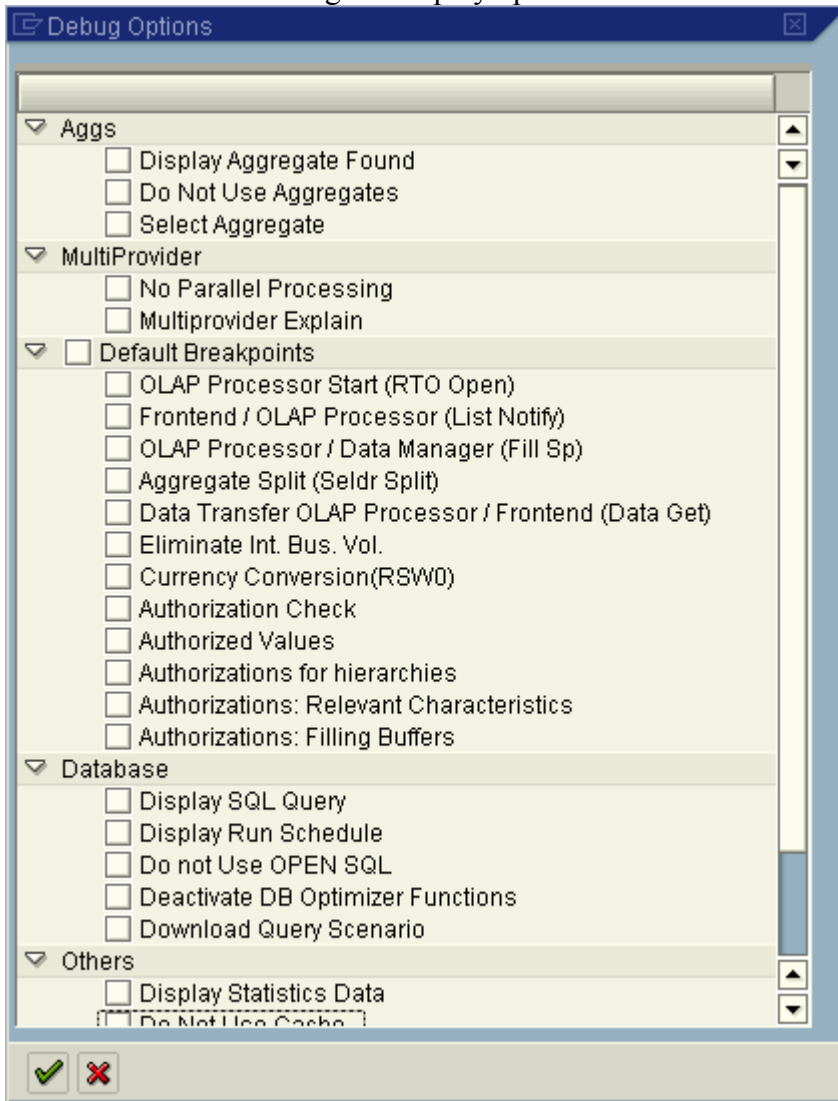 Debug Options
Aggs
Display Aggregate Found
Do Not Use Aggregates
Select Aggregate
MultiProvider
No Parallel Processing
Multiprovider Explain
Default Breakpoints
OLAP Processor Start (RTO Open)
Frontend / OLAP Processor (List Notify)
OLAP Processor / Data Manager (Fill Sp)
Aggregate Split (Seldr Split)
Data Transfer OLAP Processor / Frontend (Data Get)
Eliminate Int. Bus. Vol.
Currency Conversion(RSW0)
Authorization Check
Authorized Values
Authorizations for hierarchies
Authorizations: Relevant Characteristics
Authorizations: Filling Buffers
Database
Display SQL Query
Display Run Schedule
Do not Use OPEN SQL
Deactivate DB Optimizer Functions
Download Query Scenario
Others
Display Statistics Data
Do Not Use Cache